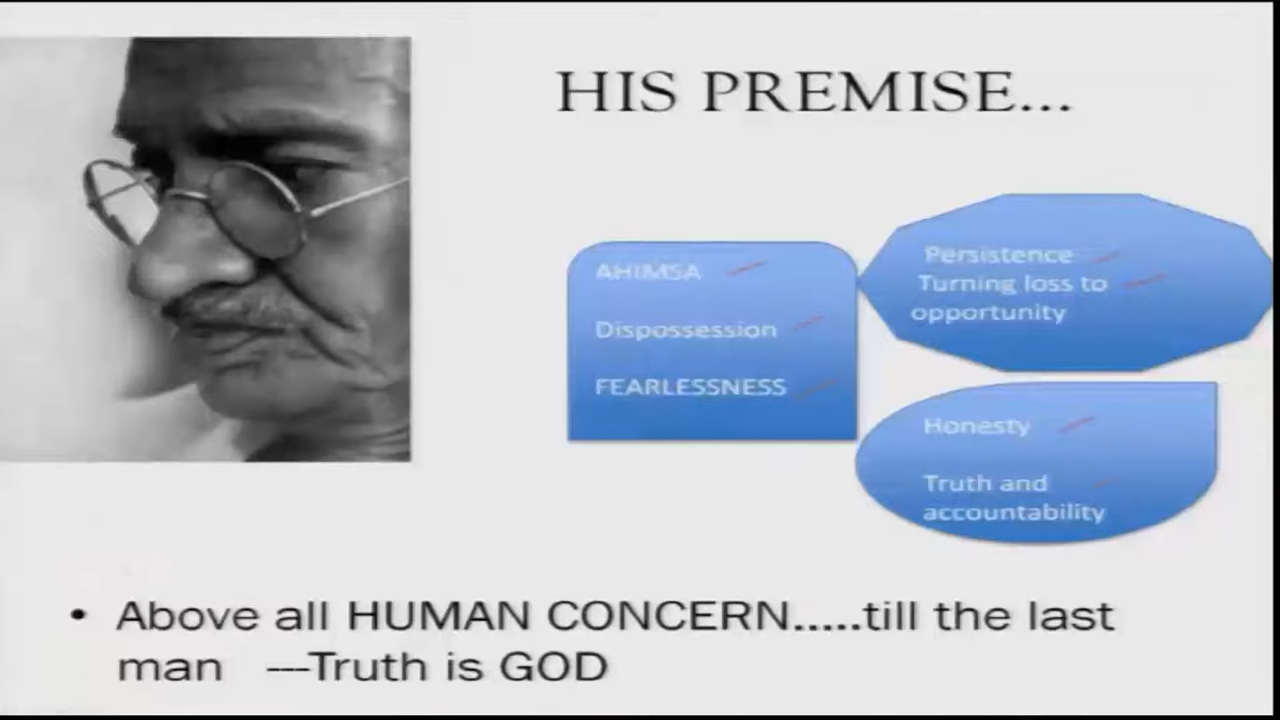 HIS PREMISE...
AHIMSA
Dispossession
FEARLESSNESS
Persistence
Turning loss to
opportunity
Honesty
Truth and
accountability
• Above all HUMAN CONCERN.....till the last
man ---Truth is GOD